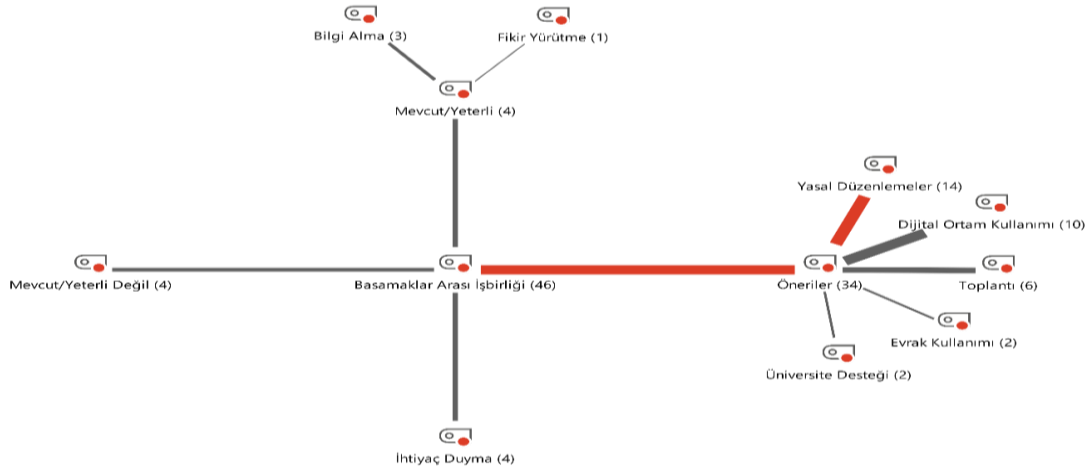 Bilgi Alma (3)
Fikir Yürütme (1)
Mevcut/Yeterli (4)
Yasal Düzenlemeler (14)
Dijital Ortam Kullanımı (10)
Mevcut/Yeterli Değil (4)
Basamaklar Arası İşbirliği (46)
Öneriler (34)
Toplantı (6)
Evrak Kullanımı (2)
Üniversite Desteği (2)
İhtiyaç Duyma (4)